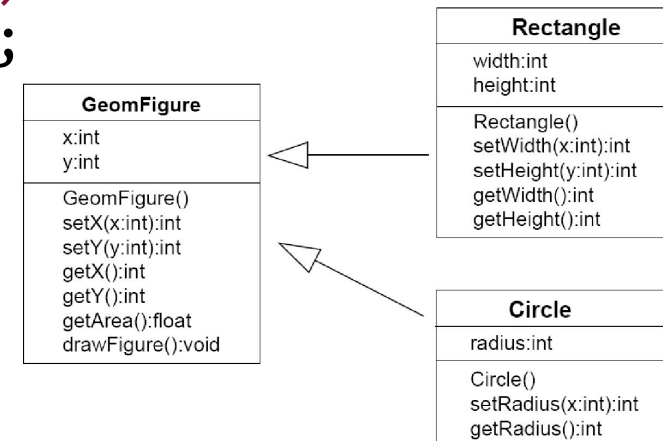 ;
GeomFigure
x:int
y:int
GeomFigure()
setX(x:int):int
setY(y:int):int
getX():int
getY():int
getArea():float
drawFigure():void
Rectangle
width:int
height:int
Rectangle()
setWidth(x:int):int
setHeight(y:int):int
getWidth():int
getHeight():int
Circle
radius:int
Circle()
setRadius(x:int):int
getRadius():int